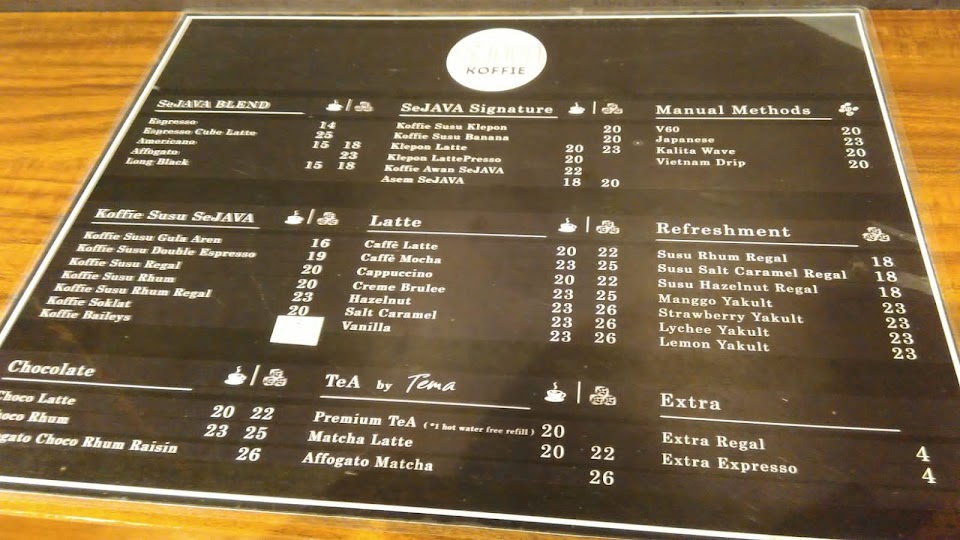 KOFFIE
SeJAVA BLEND
Espresso 14
Espresso Cube Latte 25
Americano 15 18
Affogato 23
Long Black 15 18
SeJAVA Signature
Koffie Susu Klepon 20
Koffie Susu Banana 20
Klepon Latte 20 23
Klepon LattePresso 20
Koffie Awan SeJAVA 22
Asem SeJAVA 18 20
Manual Methods
V60 20
Japanese 23
Kalita Wave 20
Vietnam Drip 20
Koffie Susu SeJAVA
Koffie Susu Gula Aren 16
Koffie Susu Double Espresso 19
Koffie Susu Regal 20
Koffie Susu Rhum 20
Koffie Susu Rhum Regal 23
Koffie Soklat 20
Koffie Baileys
Latte
Caffè Latte 20 22
Caffè Mocha 23 25
Cappuccino 20 22
Creme Brulee 23 25
Hazelnut 23 26
Salt Caramel 23 26
Vanilla 23 26
Refreshment
Susu Rhum Regal 18
Susu Salt Caramel Regal 18
Susu Hazelnut Regal 18
Manggo Yakult 23
Strawberry Yakult 23
Lychee Yakult 23
Lemon Yakult 23
Chocolate
Choco Latte 20 22
Choco Rhum 23 25
gato Choco Rhum Raisin 26
TeA by Tema
Premium TeA (*1 hot water free refill) 20
Matcha Latte 20 22
Affogato Matcha 26
Extra
Extra Regal 4
Extra Expresso 4